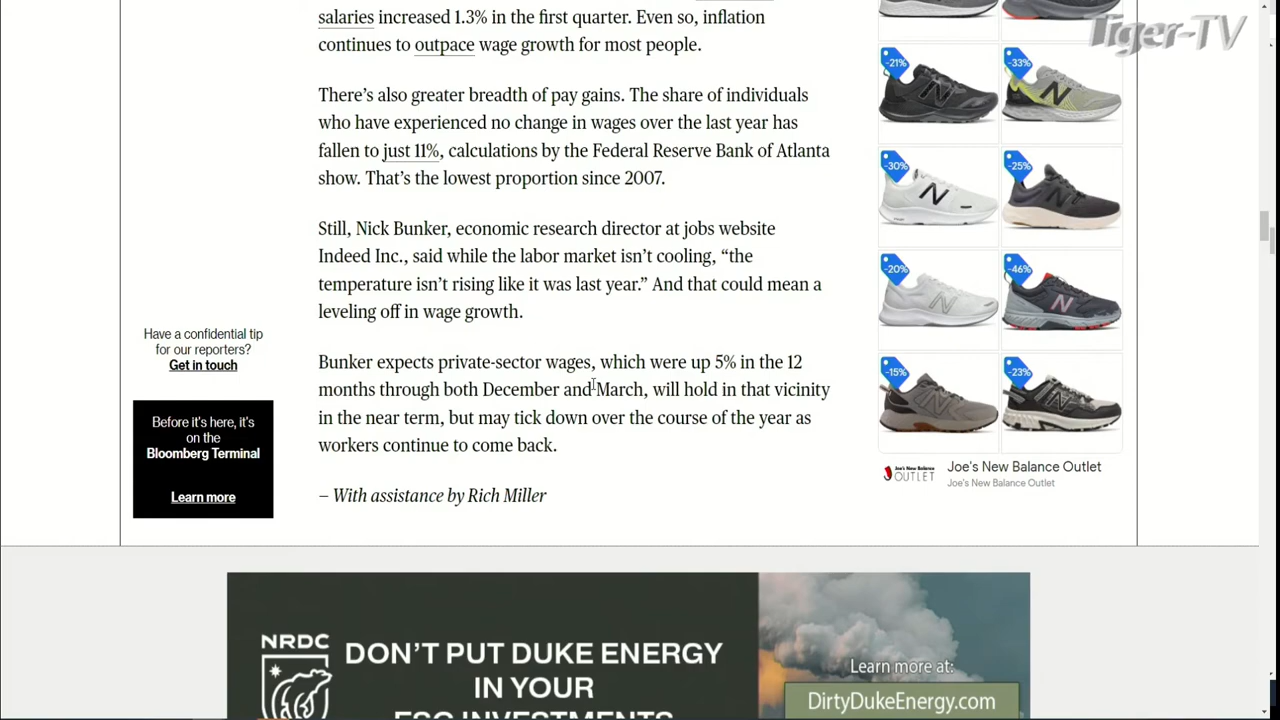 salaries increased 1.3% in the first quarter. Even so, inflation
continues to outpace wage growth for most people.
There's also greater breadth of pay gains. The share of individuals
who have experienced no change in wages over the last year has
fallen to just 11%, calculations by the Federal Reserve Bank of Atlanta
show. That's the lowest proportion since 2007.
Still, Nick Bunker, economic research director at jobs website
Indeed Inc., said while the labor market isn't cooling, “the
temperature isn't rising like it was last year.” And that could mean a
leveling off in wage growth.
Bunker expects private-sector wages, which were up 5% in the 12
months through both December and March, will hold in that vicinity
in the near term, but may tick down over the course of the year as
workers continue to come back.
– With assistance by Rich Miller
Have a confidential tip
for our reporters?
Get in touch
Before it's here, it's
on the
Bloomberg Terminal
Learn more
Tiger-TV
-21%
-33%
-30%
-25%
-20%
-46%
-15%
-23%
Joe's New Balance
OUTLET
Joe's New Balance Outlet
Joe's New Balance Outlet
NRDC
DON'T PUT DUKE ENERGY
IN YOUR
ESG INVESTMENTS
Learn more at:
DirtyDukeEnergy.com